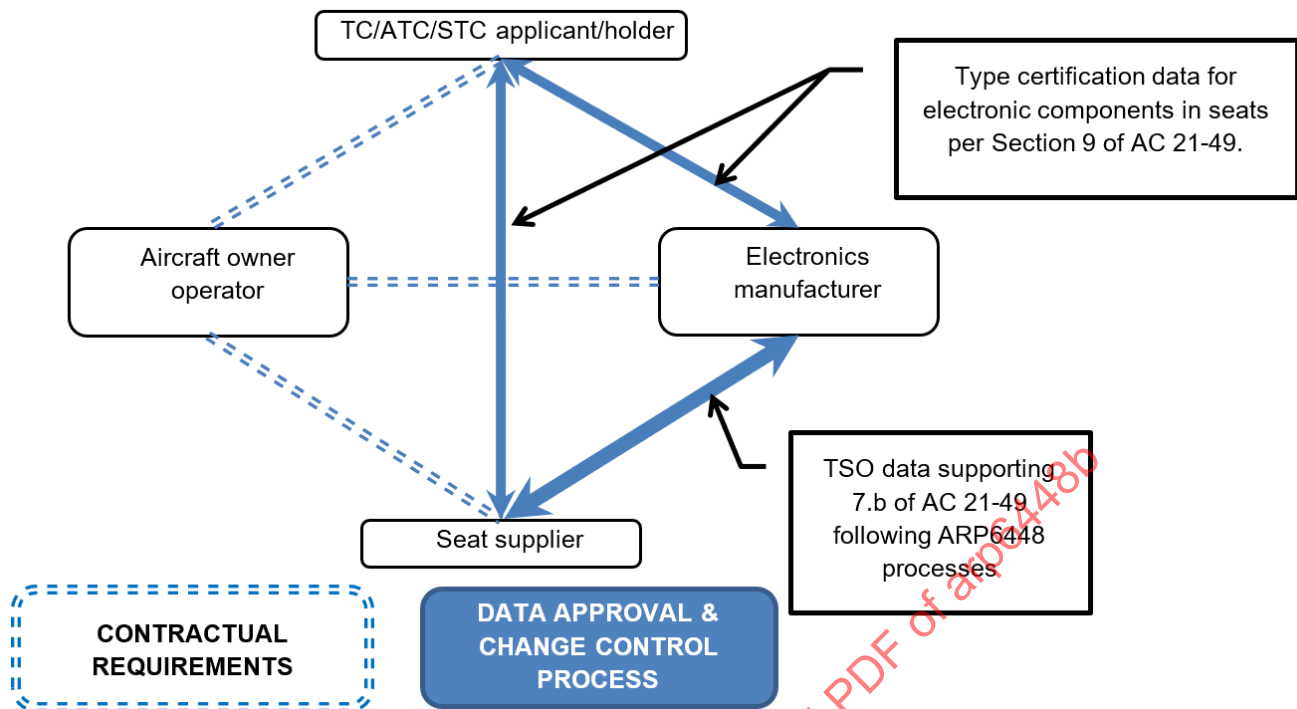 TC/ATC/STC applicant/holder
Type certification data for
electronic components in seats
per Section 9 of AC 21-49.
Aircraft owner
operator
Electronics
manufacturer
TSO data supporting
7.b of AC 21-49
following ARP6448
processes
Seat supplier
CONTRACTUAL
REQUIREMENTS
DATA APPROVAL &
CHANGE CONTROL
PROCESS
PDF of arp6448b